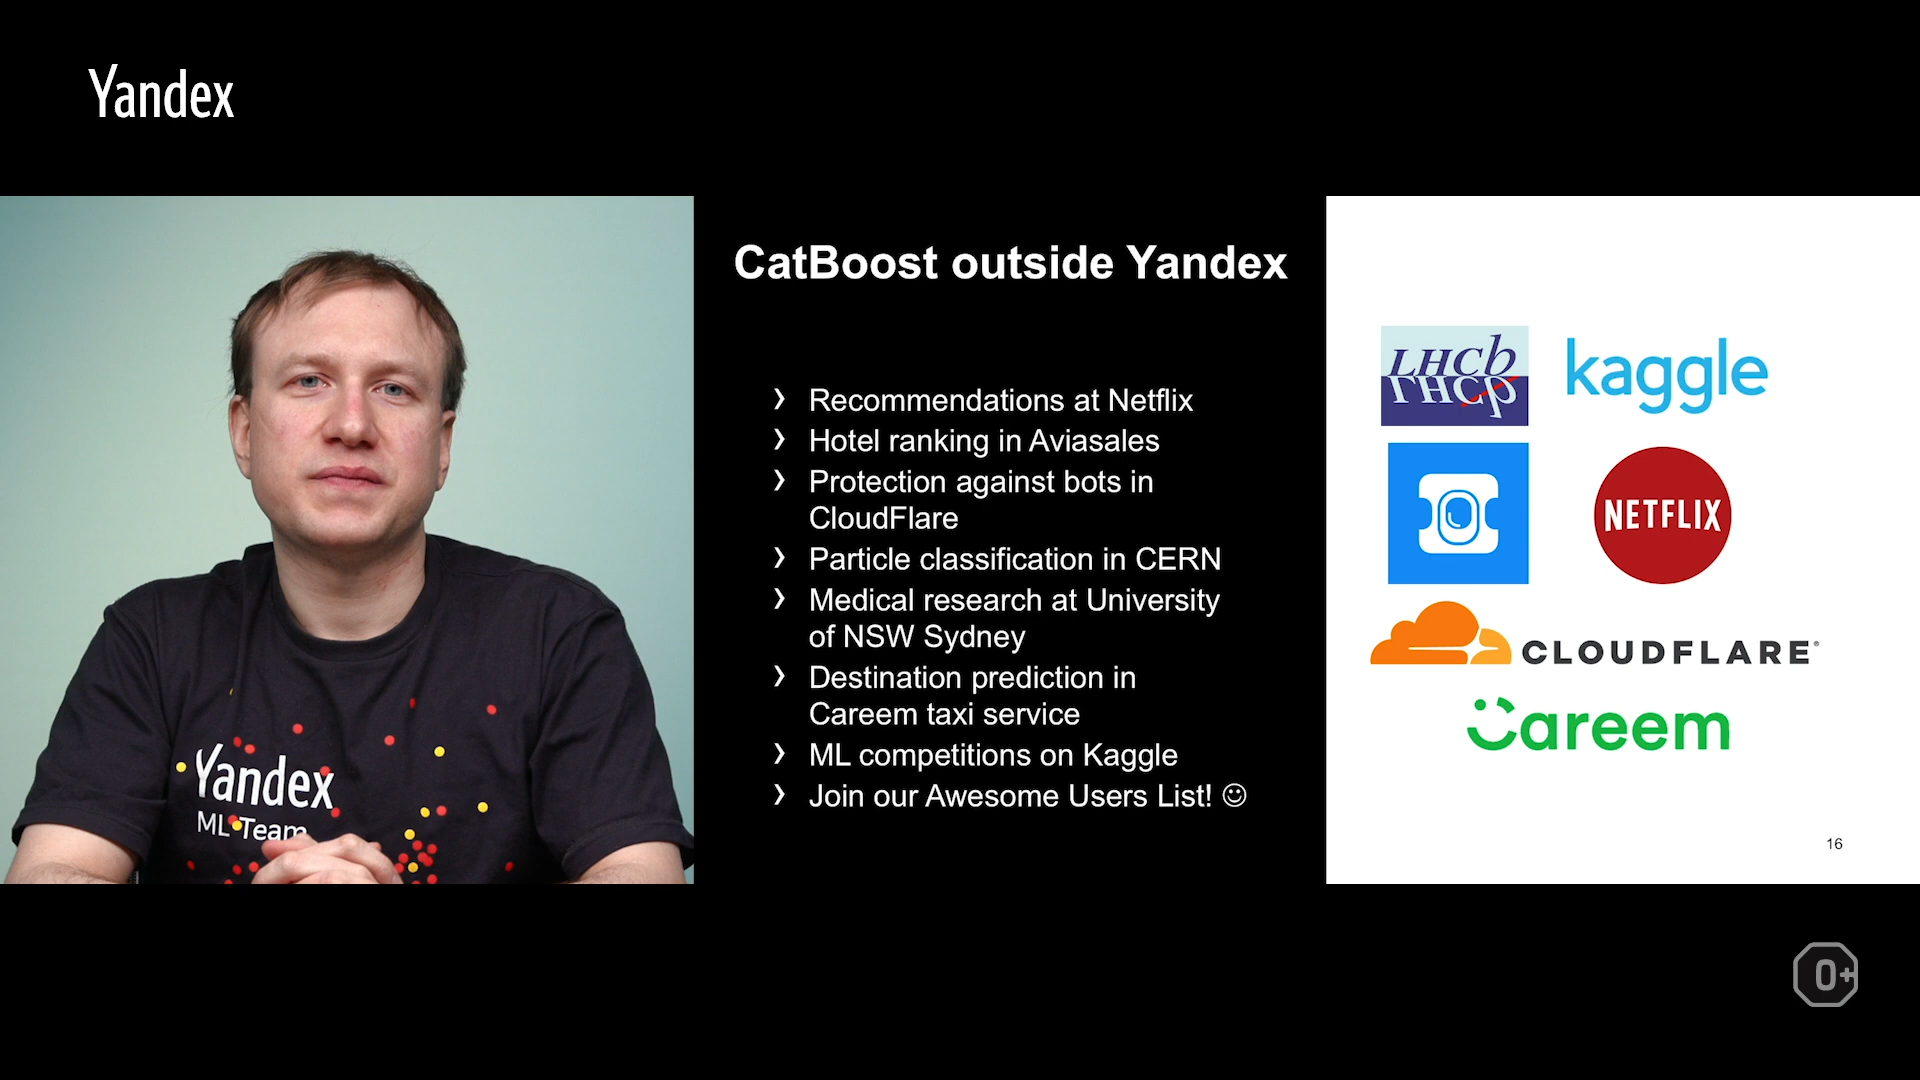 Yandex
CatBoost outside Yandex
Recommendations at Netflix
Hotel ranking in Aviasales
Protection against bots in
CloudFlare
Particle classification in CERN
Medical research at University
of NSW Sydney
Destination prediction in
Careem taxi service
ML competitions on Kaggle
Join our Awesome Users List! ☺
LHCb
kaggle
NETFLIX
CLOUDFLARE®
Careem
16
Yandex
ML Team
0+